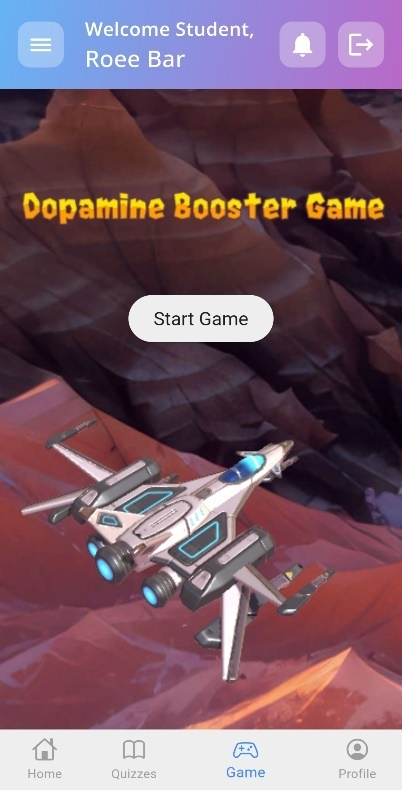 Welcome Student,
Roee Bar
Dopamine Booster Game
Start Game
Home
Quizzes
Game
Profile